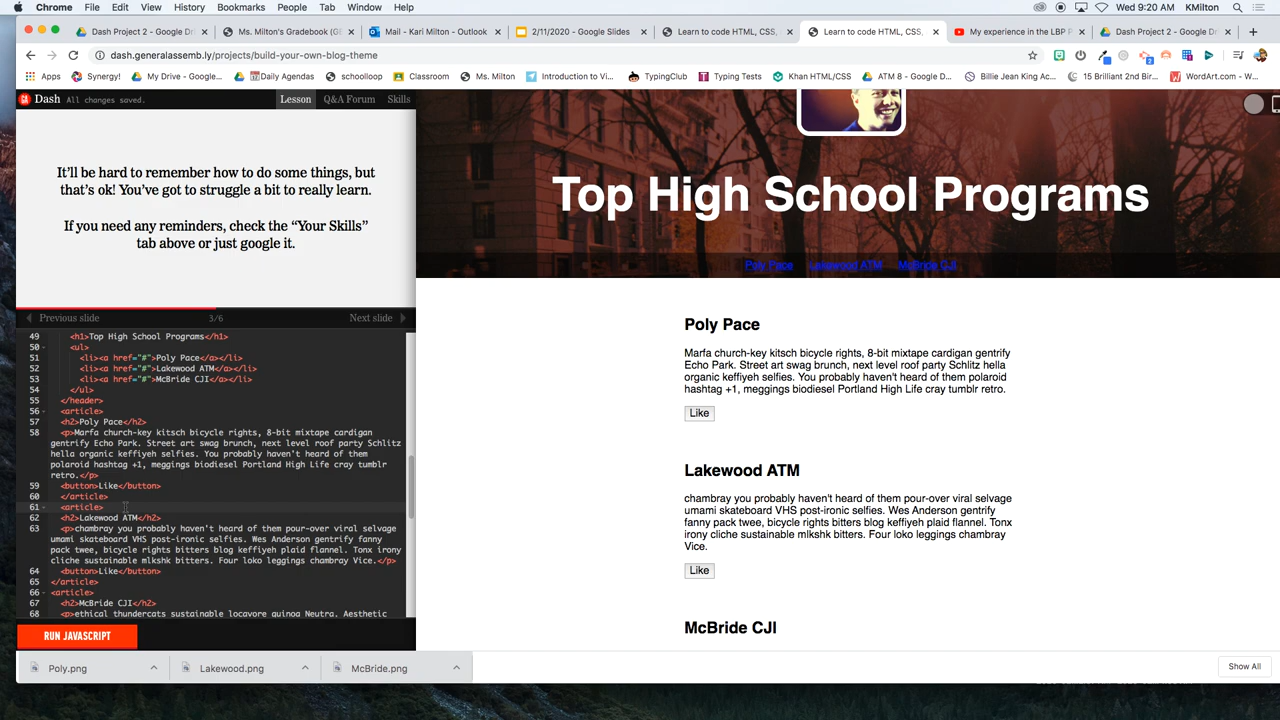 Chrome File Edit View History Bookmarks People Tab Window Help Wed 9:20 AM KMilton
Dash Project 2 - Google Dr Ms. Milton's Gradebook (GE Mail - Kari Milton - Outlook 2/11/2020 - Google Slides Learn to code HTML, CSS, Learn to code HTML, CSS, My experience in the LBP P Dash Project 2 - Google Dr
dash.generalassemb.ly/projects/build-your-own-blog-theme
Apps Synergy! My Drive - Google... Daily Agendas schoolloop Classroom Ms. Milton Introduction to Vi... TypingClub Typing Tests Khan HTML/CSS ATM 8 - Google D... Billie Jean King Ac... 15 Brilliant 2nd Bir... WordArt.com - W...
Dash All changes saved. Lesson Q&A Forum Skills
It'll be hard to remember how to do some things, but
that's ok! You've got to struggle a bit to really learn.
If you need any reminders, check the "Your Skills"
tab above or just google it.
Previous slide 3/6 Next slide
49 <h1>Top High School Programs</h1>
50 <ul>
51 <li><a href="#">Poly Pace</a></li>
52 <li><a href="#">Lakewood ATM</a></li>
53 <li><a href="#">McBride CJI</a></li>
54 </ul>
55 </header>
56 <article>
57 <h2>Poly Pace</h2>
58 <p>Marfa church-key kitsch bicycle rights, 8-bit mixtape cardigan
gentrify Echo Park. Street art swag brunch, next level roof party Schlitz
hella organic keffiyeh selfies. You probably haven't heard of them
polaroid hashtag +1, meggings biodiesel Portland High Life cray tumblr
retro.</p>
59 <button>Like</button>
60 </article>
61 <article>
62 <h2>Lakewood ATM</h2>
63 <p>chambray you probably haven't heard of them pour-over viral selvage
umami skateboard VHS post-ironic selfies. Wes Anderson gentrify fanny
pack twee, bicycle rights bitters blog keffiyeh plaid flannel. Tonx irony
cliche sustainable mlkshk bitters. Four loko leggings chambray Vice.</p>
64 <button>Like</button>
65 </article>
66 <article>
67 <h2>McBride CJI</h2>
68 <p>ethical thundercats sustainable locavore quinoa Neutra. Aesthetic
RUN JAVASCRIPT
Top High School Programs
Poly Pace Lakewood ATM McBride CJI
Poly Pace
Marfa church-key kitsch bicycle rights, 8-bit mixtape cardigan gentrify
Echo Park. Street art swag brunch, next level roof party Schlitz hella
organic keffiyeh selfies. You probably haven't heard of them polaroid
hashtag +1, meggings biodiesel Portland High Life cray tumblr retro.
Like
Lakewood ATM
chambray you probably haven't heard of them pour-over viral selvage
umami skateboard VHS post-ironic selfies. Wes Anderson gentrify
fanny pack twee, bicycle rights bitters blog keffiyeh plaid flannel. Tonx
irony cliche sustainable mlkshk bitters. Four loko leggings chambray
Vice.
Like
McBride CJI
Poly.png Lakewood.png McBride.png Show All